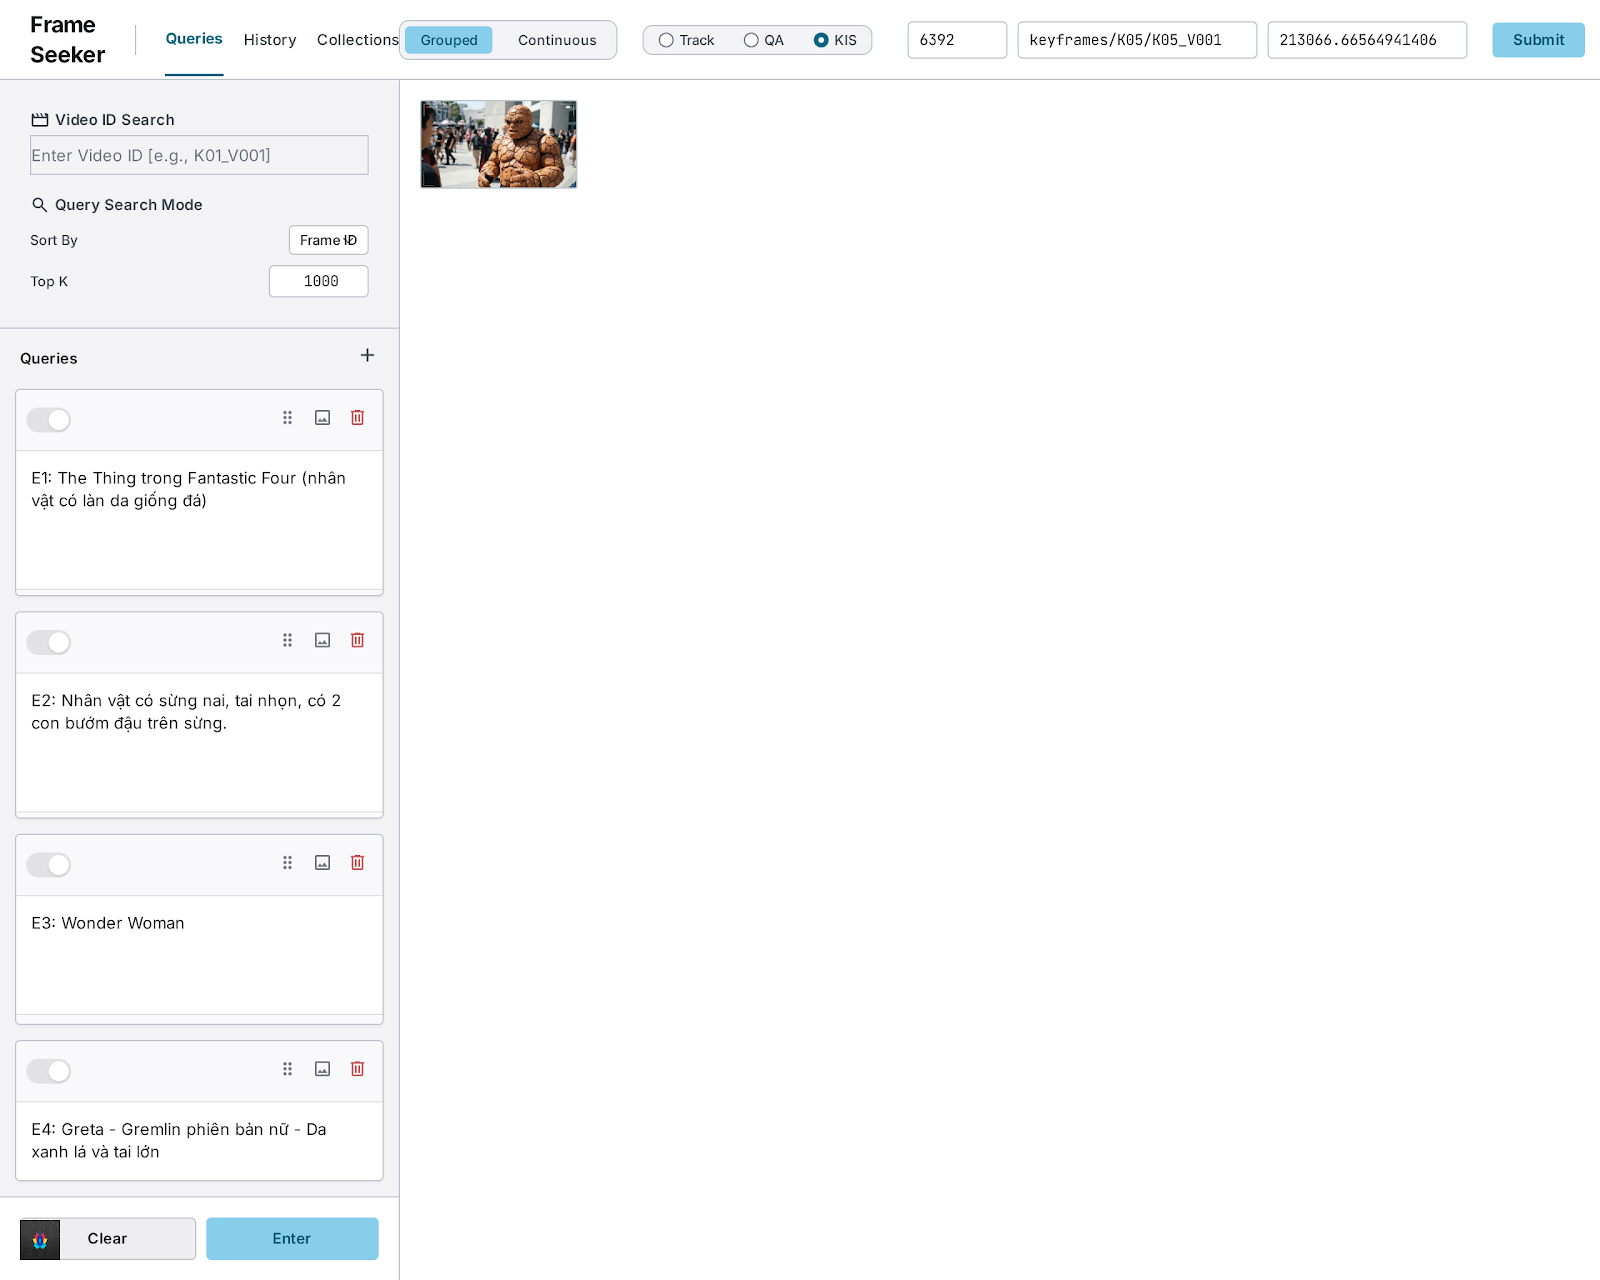 Frame
Seeker
Queries
History
Collections
Grouped
Continuous
Track
QA
KIS
6392
keyframes/K05/K05_V001
213066.66564941406
Submit
Video ID Search
Enter Video ID [e.g., K01_V001]
Query Search Mode
Sort By
Frame ID
Top K
1000
Queries
E1: The Thing trong Fantastic Four (nhân
vật có làn da giống đá)
E2: Nhân vật có sừng nai, tai nhọn, có 2
con bướm đậu trên sừng.
E3: Wonder Woman
E4: Greta - Gremlin phiên bản nữ - Da
xanh lá và tai lớn
Clear
Enter